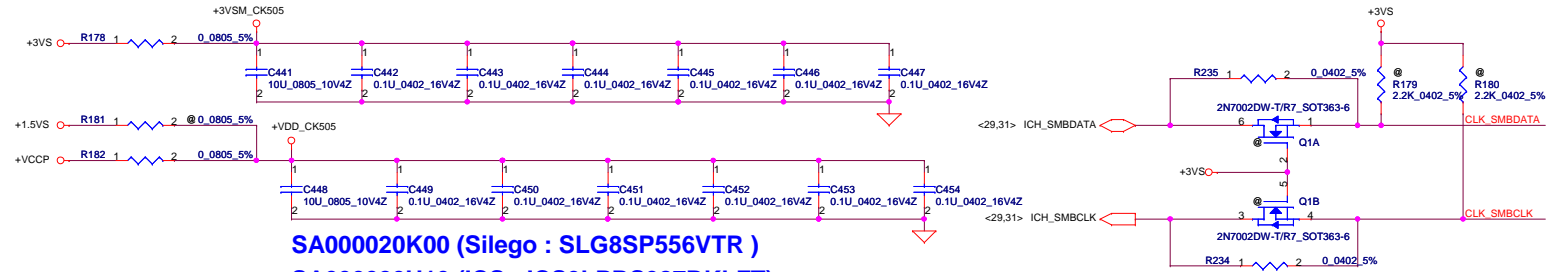 +3VSM_CK505
+3VS R178 1 2 0_0805_5%
1 1 1 1 1 1 1
C441 C442 C443 C444 C445 C446 C447
10U_0805_10V4Z 0.1U_0402_16V4Z 0.1U_0402_16V4Z 0.1U_0402_16V4Z 0.1U_0402_16V4Z 0.1U_0402_16V4Z 0.1U_0402_16V4Z
2 2 2 2 2 2 2
+1.5VS R181 1 2 @ 0_0805_5%
+VDD_CK505
+VCCP R182 1 2 0_0805_5%
1 1 1 1 1 1 1
C448 C449 C450 C451 C452 C453 C454
10U_0805_10V4Z 0.1U_0402_16V4Z 0.1U_0402_16V4Z 0.1U_0402_16V4Z 0.1U_0402_16V4Z 0.1U_0402_16V4Z 0.1U_0402_16V4Z
2 2 2 2 2 2 2
SA000020K00 (Silego : SLG8SP556VTR )
+3VS
R235 1 2 0_0402_5%
@ @
R179 R180
2.2K_0402_5% 2.2K_0402_5%
2N7002DW-T/R7_SOT363-6
<29,31> ICH_SMBDATA 6 1 CLK_SMBDATA
@ Q1A
2
+3VS
5
@ Q1B
<29,31> ICH_SMBCLK 3 4 CLK_SMBCLK
2N7002DW-T/R7_SOT363-6
R234 1 2 0_0402_5%